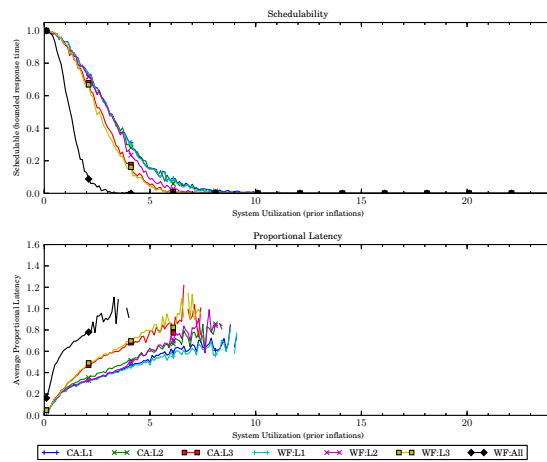 Schedulability
Schedulable (bounded response time)
1.0
0.8
0.6
0.4
0.2
0.0
0 5 10 15 20
System Utilization (prior inflations)
Proportional Latency
Average Proportional Latency
1.6
1.4
1.2
1.0
0.8
0.6
0.4
0.2
0.0
0 5 10 15 20
System Utilization (prior inflations)
CA:L1 CA:L2 CA:L3 WF:L1 WF:L2 WF:L3 WF:All